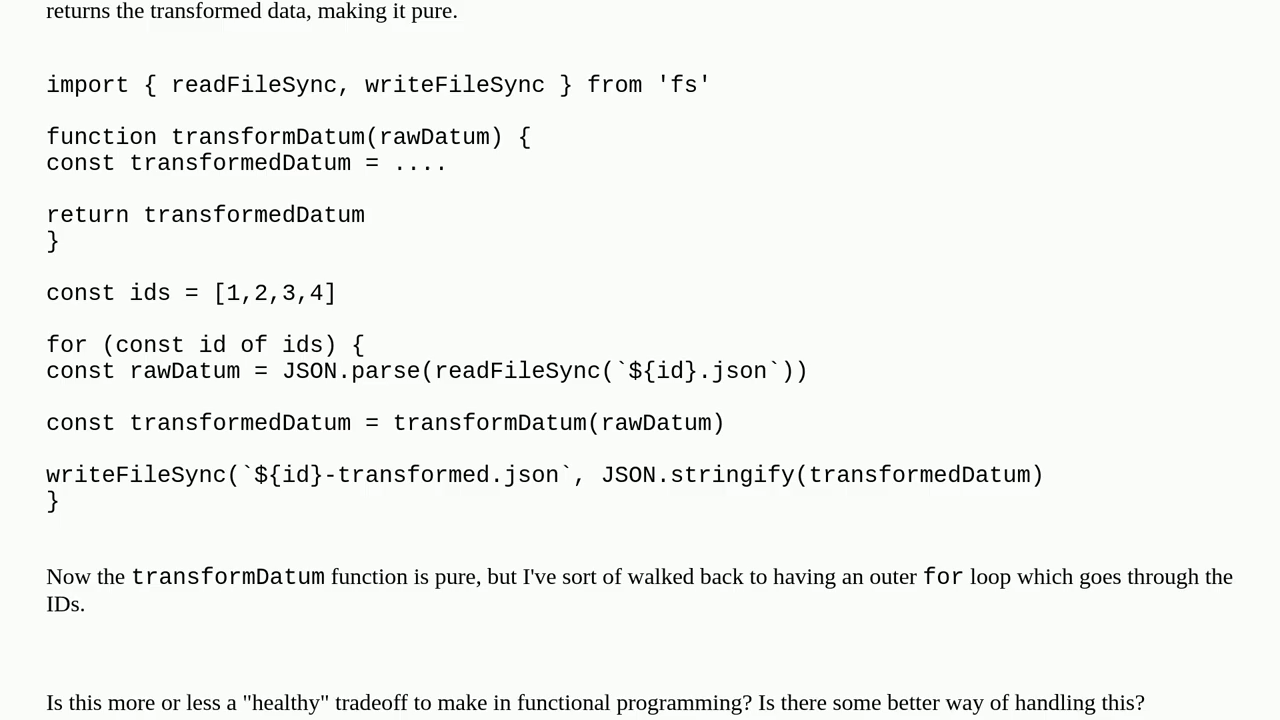 returns the transformed data, making it pure.
import { readFileSync, writeFileSync } from 'fs'
function transformDatum(rawDatum) {
const transformedDatum = ....
return transformedDatum
}
const ids = [1,2,3,4]
for (const id of ids) {
const rawDatum = JSON.parse(readFileSync(`${id}.json`))
const transformedDatum = transformDatum(rawDatum)
writeFileSync(`${id}-transformed.json`, JSON.stringify(transformedDatum)
}
Now the transformDatum function is pure, but I've sort of walked back to having an outer for loop which goes through the
IDs.
Is this more or less a "healthy" tradeoff to make in functional programming? Is there some better way of handling this?